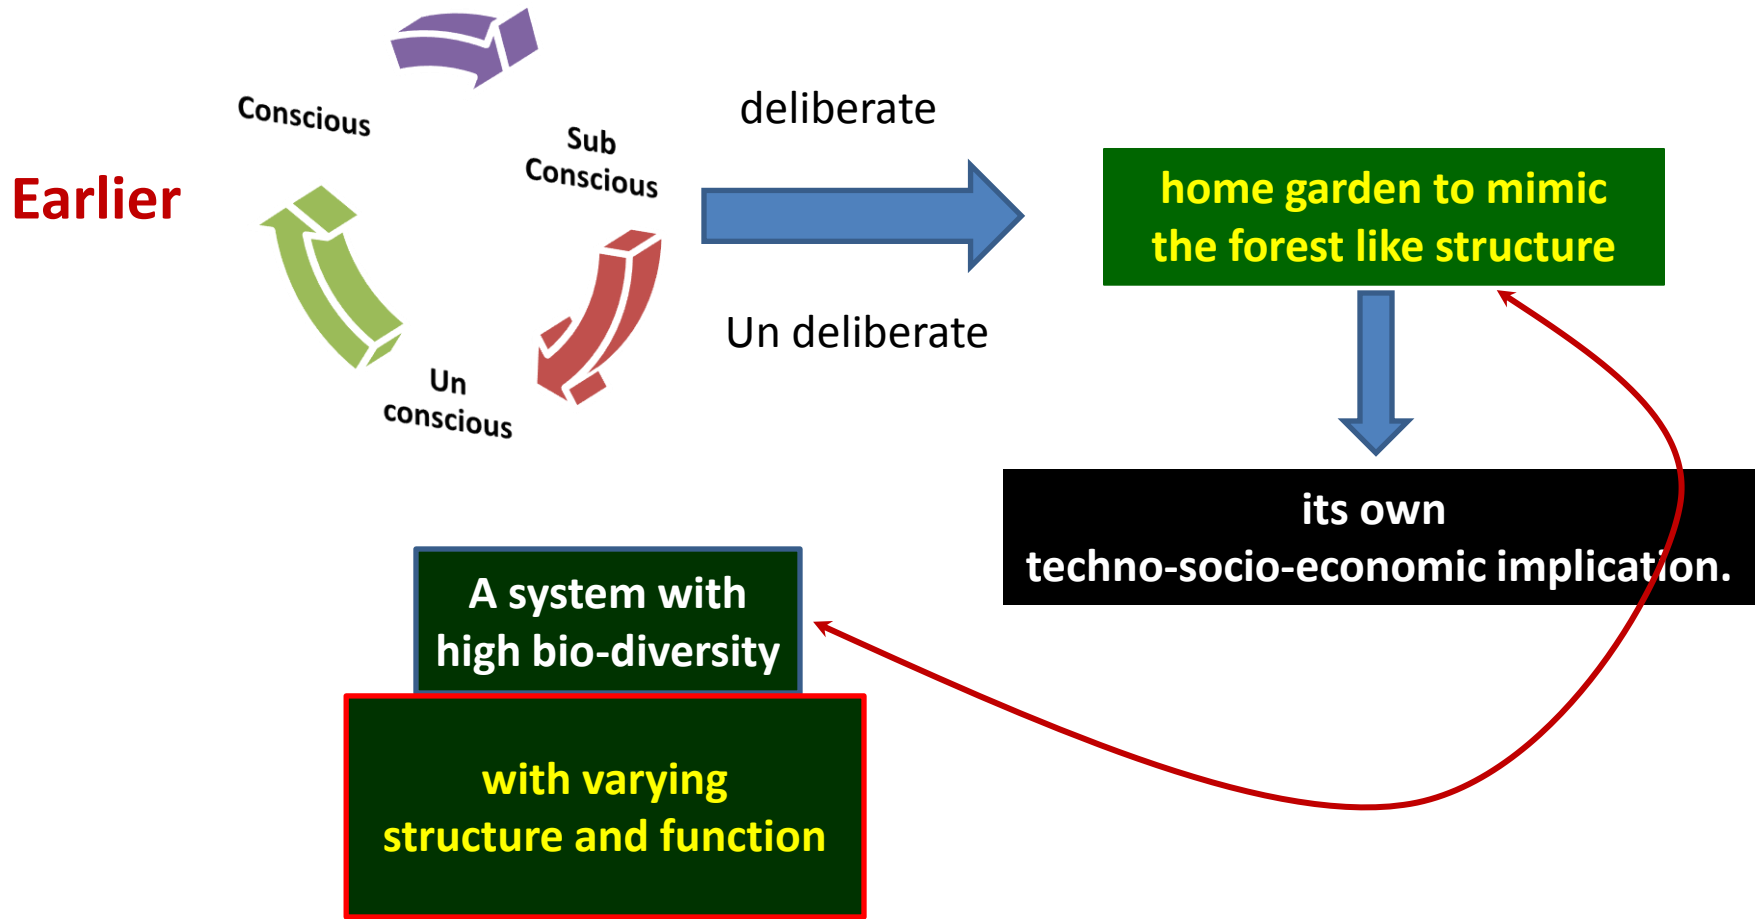 Earlier
Conscious
Sub
Conscious
Un
conscious
deliberate
Un deliberate
home garden to mimic
the forest like structure
its own
techno-socio-economic implication.
A system with
high bio-diversity
with varying
structure and function